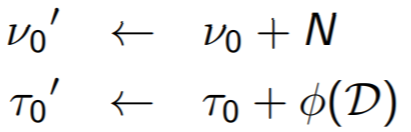 ν₀′ ← ν₀ + N
τ₀′ ← τ₀ + ϕ(𝒟)